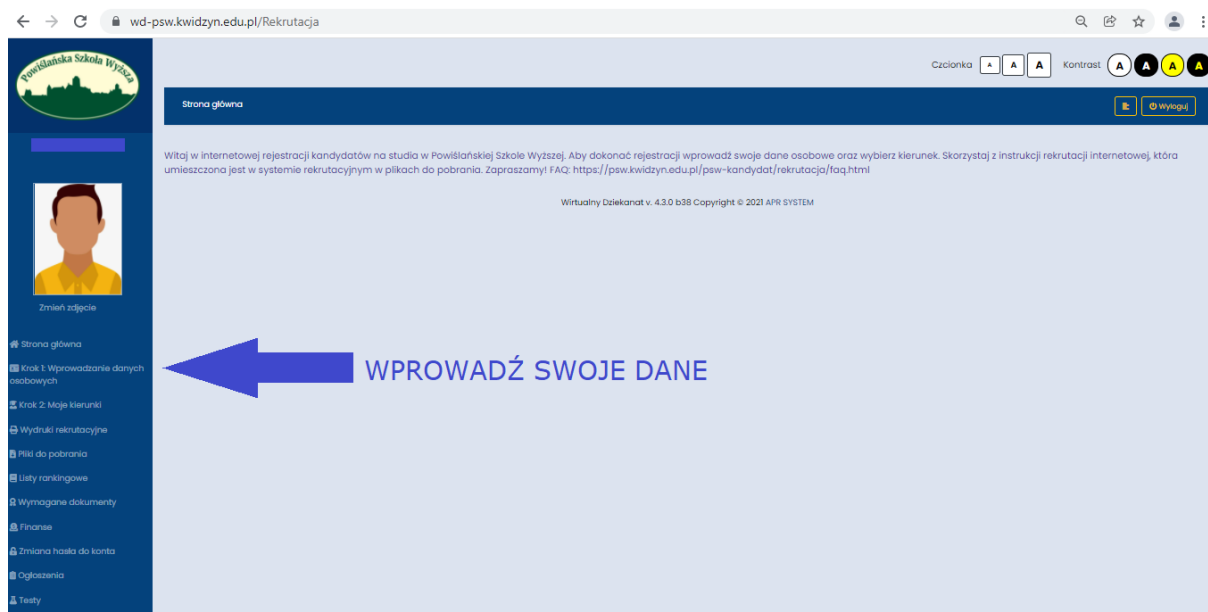 wd-psw.kwidzyn.edu.pl/Rekrutacja
Powiślańska Szkoła Wyższa
Czcionka A A A Kontrast A A A A
Strona główna
Wyloguj
Witaj w internetowej rejestracji kandydatów na studia w Powiślańskiej Szkole Wyższej. Aby dokonać rejestracji wprowadź swoje dane osobowe oraz wybierz kierunek. Skorzystaj z instrukcji rekrutacji internetowej, która
umieszczona jest w systemie rekrutacyjnym w plikach do pobrania. Zapraszamy! FAQ: https://psw.kwidzyn.edu.pl/psw-kandydat/rekrutacja/faq.html
Wirtualny Dziekanat v. 4.3.0 b38 Copyright © 2021 APR SYSTEM
Zmień zdjęcie
Strona główna
Krok 1: Wprowadzanie danych
osobowych
WPROWADŹ SWOJE DANE
Krok 2: Moje kierunki
Wydruki rekrutacyjne
Pliki do pobrania
Listy rankingowe
Wymagane dokumenty
Finanse
Zmiana hasła do konta
Ogłoszenia
Testy